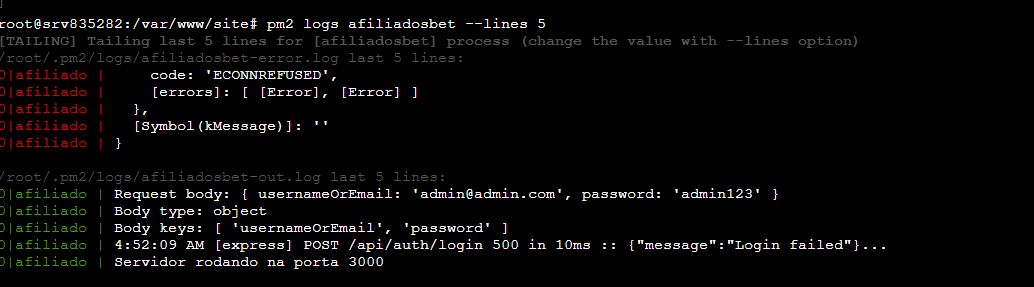 ]
root@srv835282:/var/www/site# pm2 logs afiliadosbet --lines 5
[TAILING] Tailing last 5 lines for [afiliadosbet] process (change the value with --lines option)
/root/.pm2/logs/afiliadosbet-error.log last 5 lines:
0|afiliado |     code: 'ECONNREFUSED',
0|afiliado |     [errors]: [ [Error], [Error] ]
0|afiliado |   },
0|afiliado |   [Symbol(kMessage)]: ''
0|afiliado | }
/root/.pm2/logs/afiliadosbet-out.log last 5 lines:
0|afiliado | Request body: { usernameOrEmail: 'admin@admin.com', password: 'admin123' }
0|afiliado | Body type: object
0|afiliado | Body keys: [ 'usernameOrEmail', 'password' ]
0|afiliado | 4:52:09 AM [express] POST /api/auth/login 500 in 10ms :: {"message":"Login failed"}...
0|afiliado | Servidor rodando na porta 3000